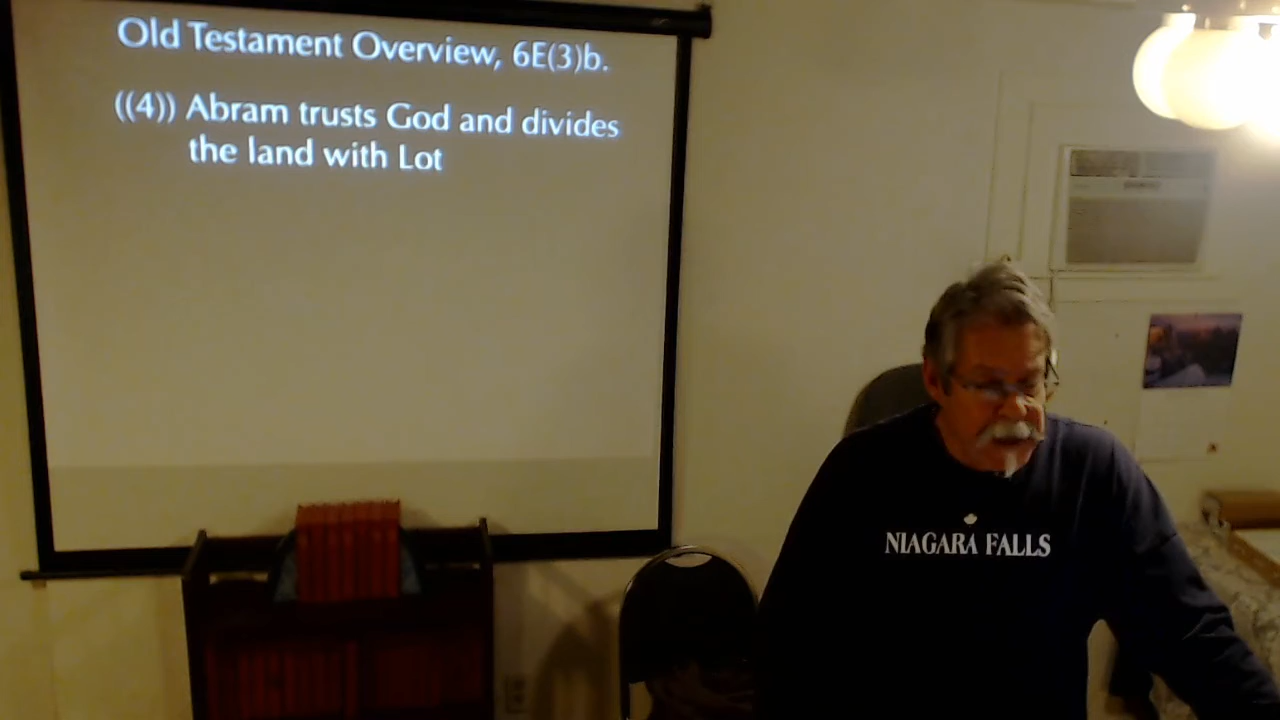 Old Testament Overview, 6E(3)b.
((4)) Abram trusts God and divides
the land with Lot
NIAGARA FALLS